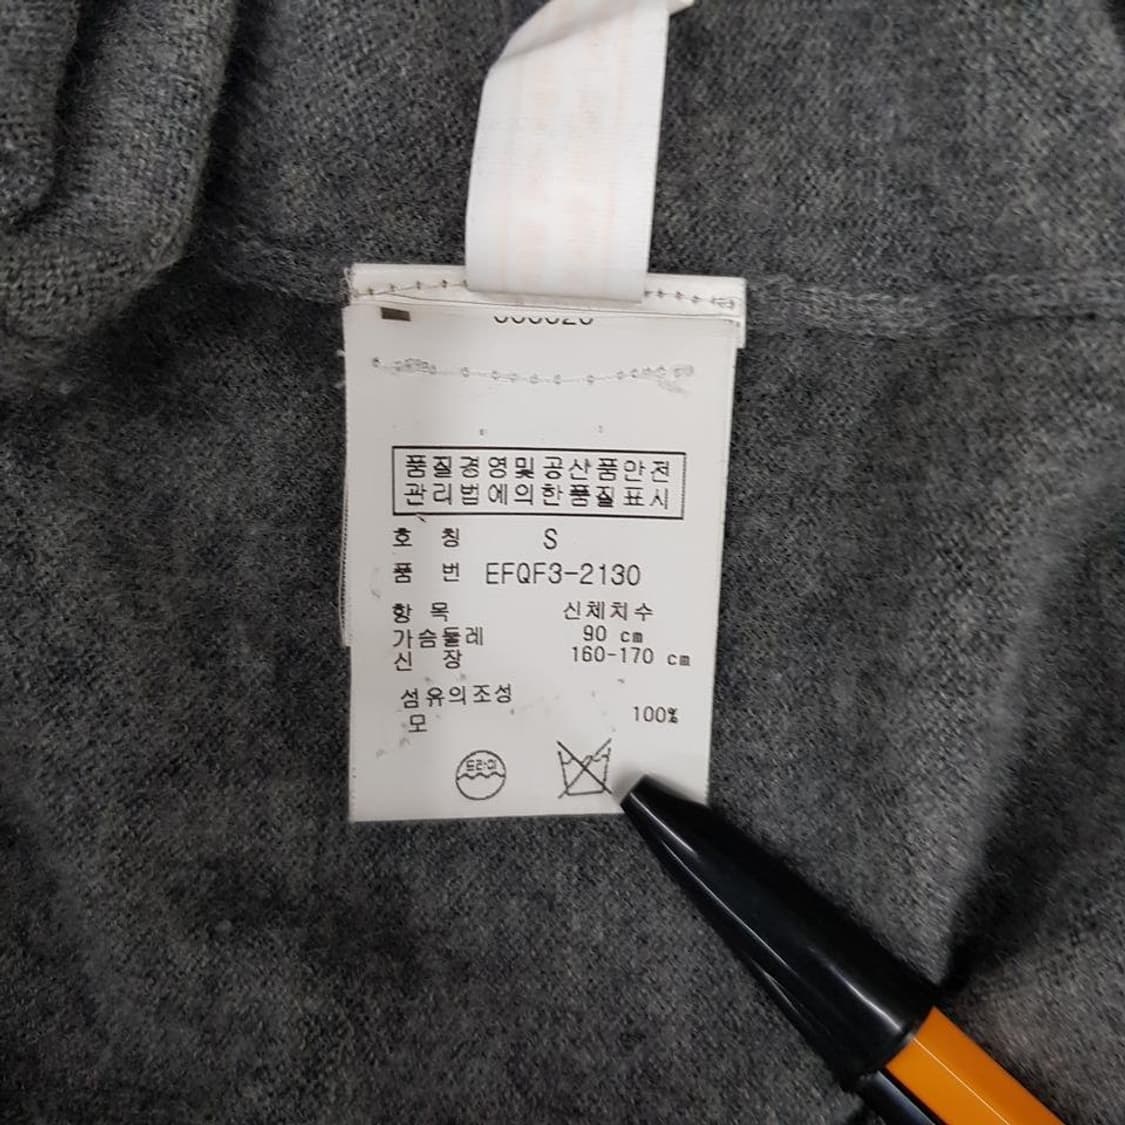 품질경영및공산품안전
관리법에의한품질표시
호 칭 S
품 번 EFQF3-2130
항 목 신체치수
가슴둘레 90 cm
신 장 160-170 cm
섬유의조성
모 100%
드라이